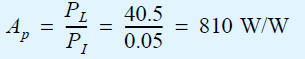 A_p = P_L / P_I = 40.5 / 0.05 = 810 W/W